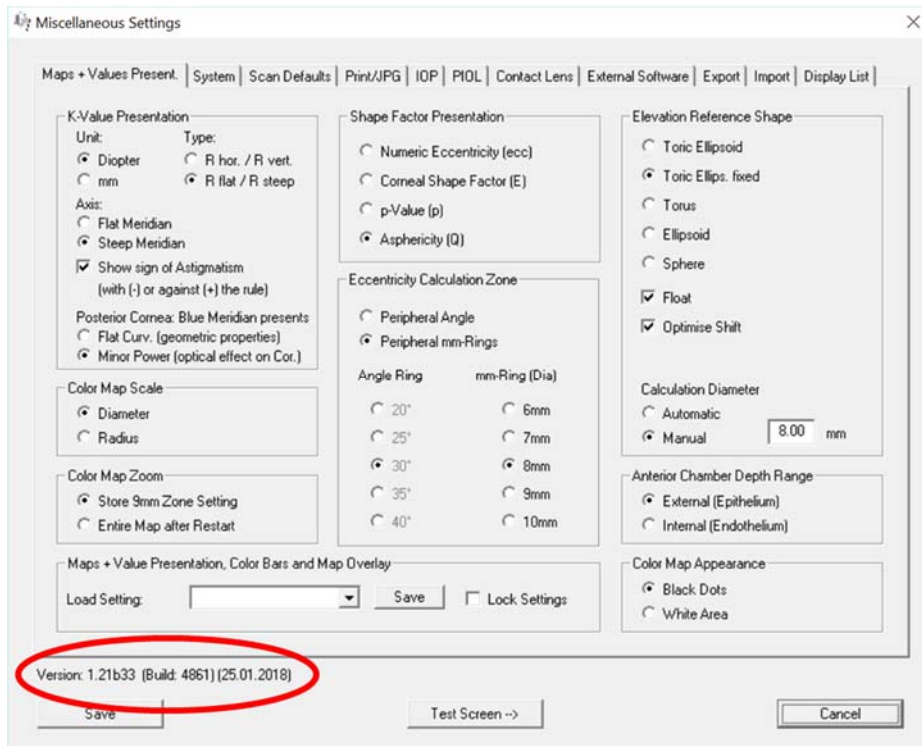 Miscellaneous Settings
Maps + Values Present. System Scan Defaults Print/JPG IOP PIOL Contact Lens External Software Export Import Display List
K-Value Presentation
Unit: Type:
Diopter R hor. / R vert.
mm R flat / R steep
Axis:
Flat Meridian
Steep Meridian
Show sign of Astigmatism
(with (-) or against (+) the rule)
Posterior Cornea: Blue Meridian presents
Flat Curv. (geometric properties)
Minor Power (optical effect on Cor.)
Color Map Scale
Diameter
Radius
Color Map Zoom
Store 9mm Zone Setting
Entire Map after Restart
Shape Factor Presentation
Numeric Eccentricity (ecc)
Corneal Shape Factor (E)
p-Value (p)
Asphericity (Q)
Eccentricity Calculation Zone
Peripheral Angle
Peripheral mm-Rings
Angle Ring mm-Ring (Dia)
20° 6mm
25° 7mm
30° 8mm
35° 9mm
40° 10mm
Elevation Reference Shape
Toric Ellipsoid
Toric Ellips. fixed
Torus
Ellipsoid
Sphere
Float
Optimise Shift
Calculation Diameter
Automatic
Manual 8.00 mm
Anterior Chamber Depth Range
External (Epithelium)
Internal (Endothelium)
Maps + Value Presentation, Color Bars and Map Overlay
Load Setting: Save Lock Settings
Color Map Appearance
Black Dots
White Area
Version: 1.21b33 (Build: 4861) (25.01.2018)
Save Test Screen --> Cancel